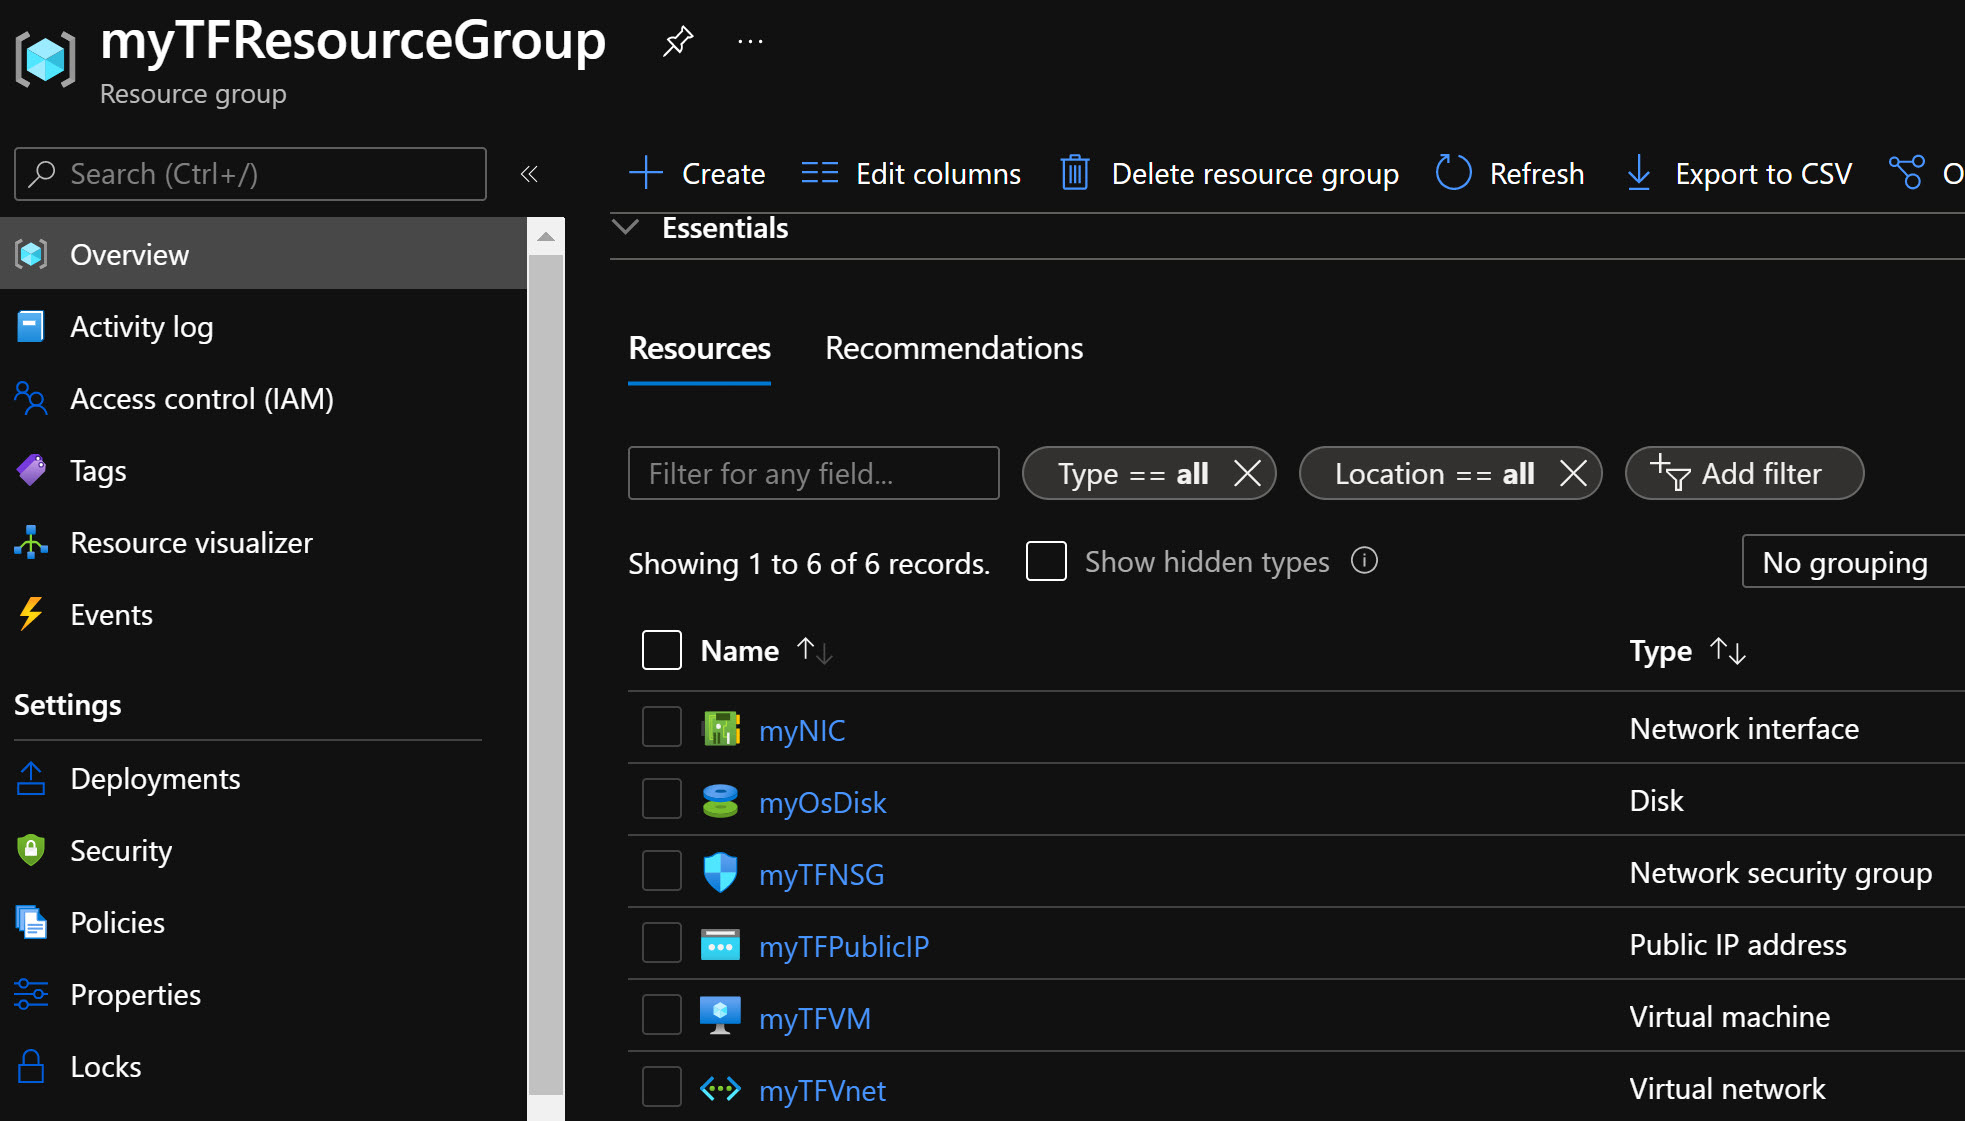 myTFResourceGroup
Resource group
Search (Ctrl+/)
Overview
Activity log
Access control (IAM)
Tags
Resource visualizer
Events
Settings
Deployments
Security
Policies
Properties
Locks
Create Edit columns Delete resource group Refresh Export to CSV O
Essentials
Resources Recommendations
Filter for any field... Type == all Location == all Add filter
Showing 1 to 6 of 6 records. Show hidden types No grouping
Name Type
myNIC Network interface
myOsDisk Disk
myTFNSG Network security group
myTFPublicIP Public IP address
myTFVM Virtual machine
myTFVnet Virtual network